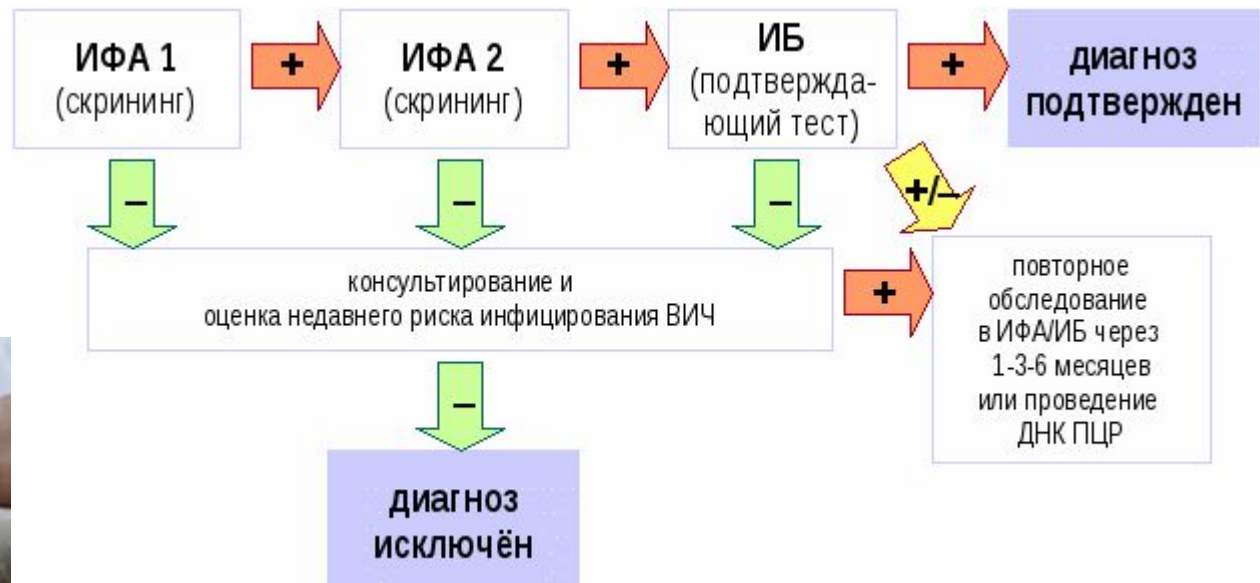 ИФА 1
(скрининг)
+
ИФА 2
(скрининг)
+
ИБ
(подтвержда-
ющий тест)
+
диагноз
подтвержден
–
–
–
+/–
консультирование и
оценка недавнего риска инфицирования ВИЧ
+
повторное
обследование
в ИФА/ИБ через
1-3-6 месяцев
или проведение
ДНК ПЦР
–
диагноз
исключён